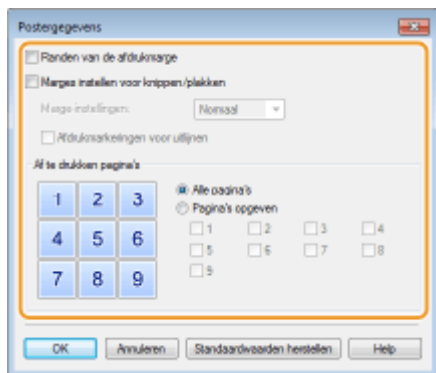 Postergegevens
Randen van de afdrukmarge
Marges instellen voor knippen/plakken
Marge-instellingen: Normaal
Afdrukmarkeringen voor uitlijnen
Af te drukken pagina's
1 2 3
4 5 6
7 8 9
Alle pagina's
Pagina's opgeven
1 2 3 4
5 6 7 8
9
OK Annuleren Standaardwaarden herstellen Help